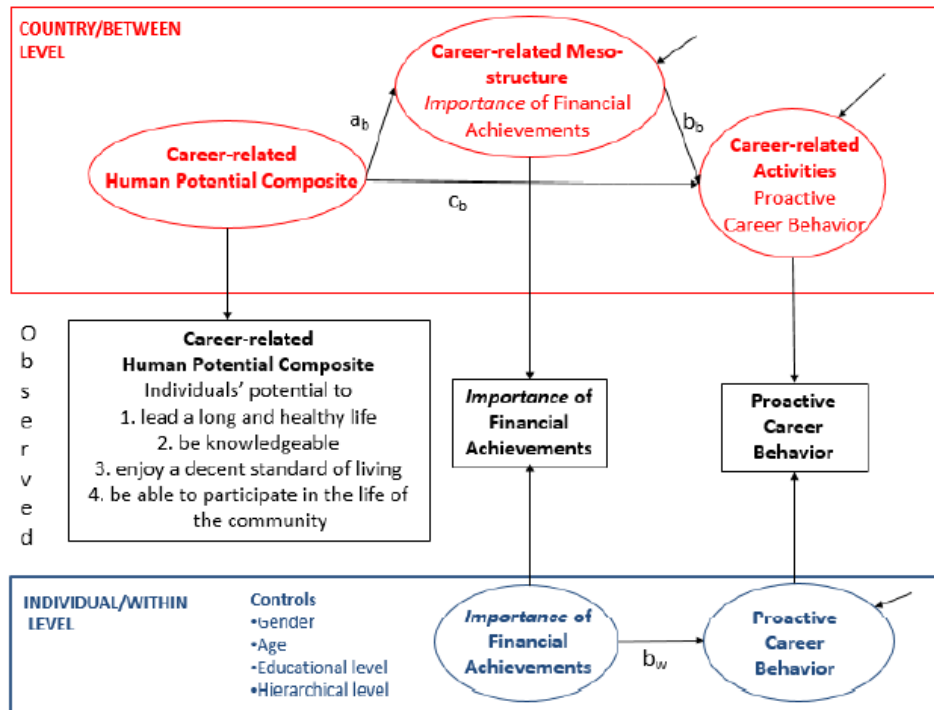 COUNTRY/BETWEEN
LEVEL
Career-related Meso-
structure
Importance of Financial
Achievements
a_b
b_b
Career-related
Human Potential Composite
c_b
Career-related
Activities
Proactive
Career Behavior
O
b
s
e
r
v
e
d
Career-related
Human Potential Composite
Individuals' potential to
1. lead a long and healthy life
2. be knowledgeable
3. enjoy a decent standard of living
4. be able to participate in the life of
the community
Importance of
Financial
Achievements
Proactive
Career
Behavior
INDIVIDUAL/WITHIN
LEVEL
Controls
•Gender
•Age
•Educational level
•Hierarchical level
Importance of
Financial
Achievements
b_w
Proactive
Career
Behavior